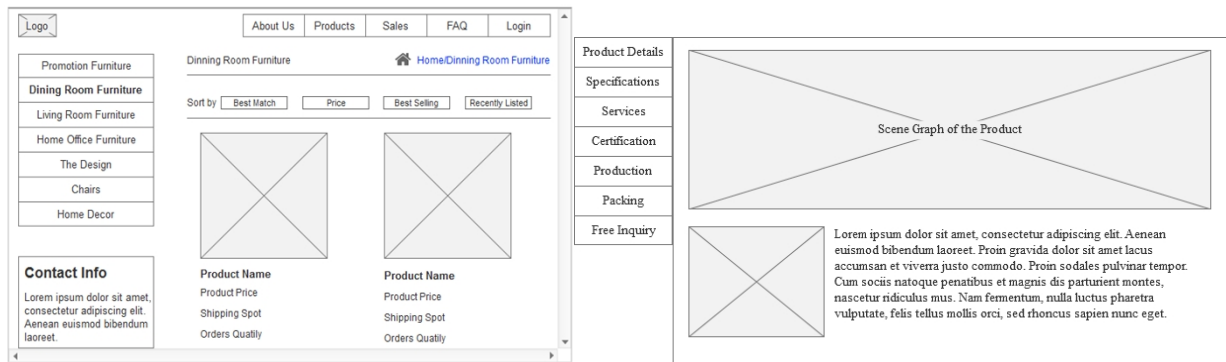 Logo
About Us
Products
Sales
FAQ
Login
Promotion Furniture
Dining Room Furniture
Living Room Furniture
Home Office Furniture
The Design
Chairs
Home Decor
Contact Info
Lorem ipsum dolor sit amet,
consectetur adipiscing elit.
Aenean euismod bibendum
laoreet.
Dinning Room Furniture
Home/Dinning Room Furniture
Sort by
Best Match
Price
Best Selling
Recently Listed
Product Name
Product Price
Shipping Spot
Orders Quatily
Product Name
Product Price
Shipping Spot
Orders Quatily
Product Details
Specifications
Services
Certification
Production
Packing
Free Inquiry
Scene Graph of the Product
Lorem ipsum dolor sit amet, consectetur adipiscing elit. Aenean
euismod bibendum laoreet. Proin gravida dolor sit amet lacus
accumsan et viverra justo commodo. Proin sodales pulvinar tempor.
Cum sociis natoque penatibus et magnis dis parturient montes,
nascetur ridiculus mus. Nam fermentum, nulla luctus pharetra
vulputate, felis tellus mollis orci, sed rhoncus sapien nunc eget.